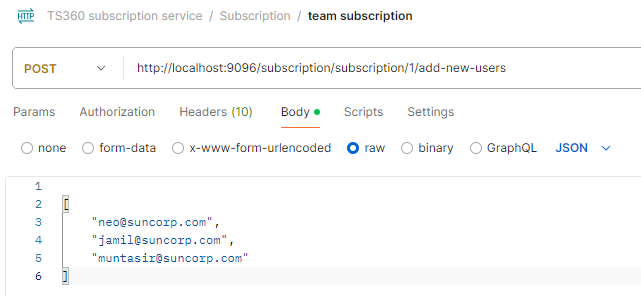 HTTP TS360 subscription service / Subscription / team subscription
POST http://localhost:9096/subscription/subscription/1/add-new-users
Params Authorization Headers (10) Body Scripts Settings
none form-data x-www-form-urlencoded raw binary GraphQL JSON
1
2 [
3 "neo@suncorp.com",
4 "jamil@suncorp.com",
5 "muntasir@suncorp.com"
6 ]